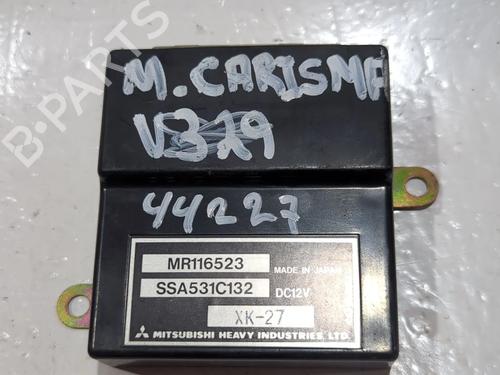 B-PARTS
M. CARISMA
V329
44227
MR116523
MADE IN JAPAN
SSA531C132
DC12V
XK-27
MITSUBISHI HEAVY INDUSTRIES, LTD.